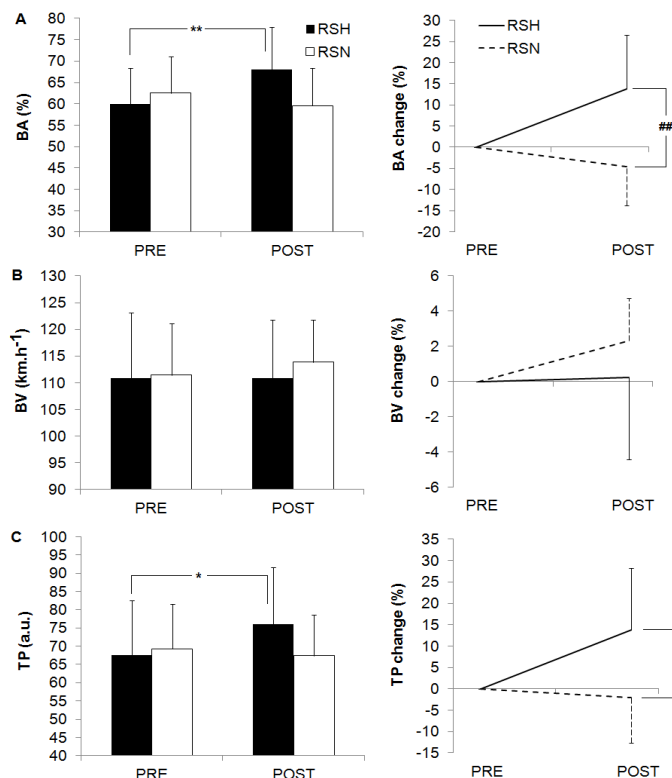 A
80
75
70
65
60
55
50
45
40
35
30
BA (%)
**
RSH
RSN
PRE
POST
30
25
20
15
10
5
0
-5
-10
-15
-20
BA change (%)
RSH
RSN
##
PRE
POST
B
130
125
120
115
110
105
100
95
90
BV (km.h-1)
PRE
POST
6
4
2
0
-2
-4
-6
BV change (%)
PRE
POST
C
100
95
90
85
80
75
70
65
60
55
50
45
40
TP (a.u.)
*
PRE
POST
35
30
25
20
15
10
5
0
-5
-10
-15
TP change (%)
PRE
POST